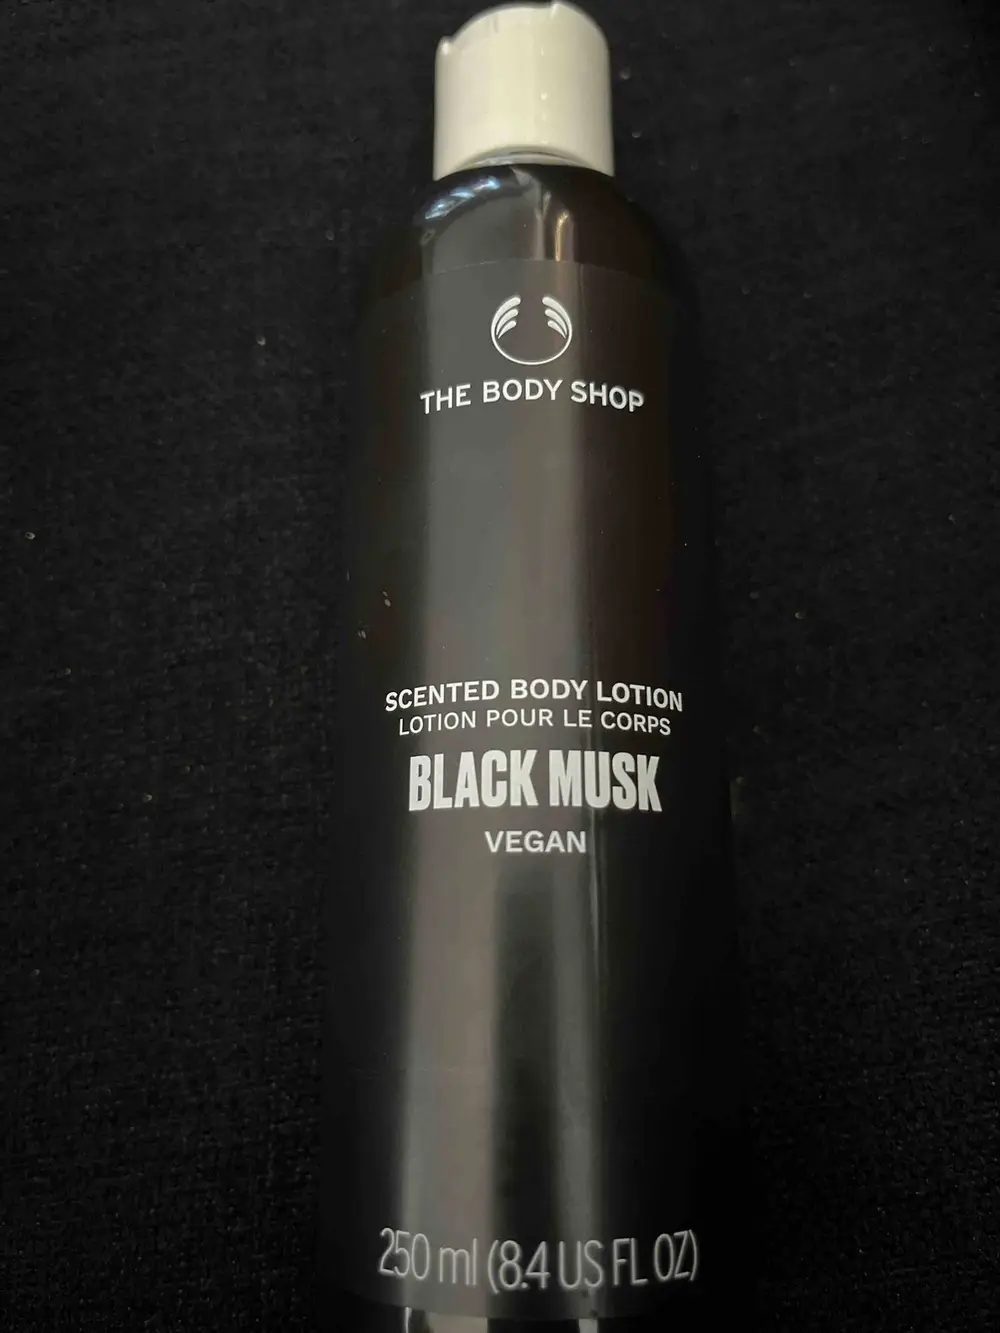 THE BODY SHOP
SCENTED BODY LOTION
LOTION POUR LE CORPS
BLACK MUSK
VEGAN
250 ml (8.4 US FL OZ)